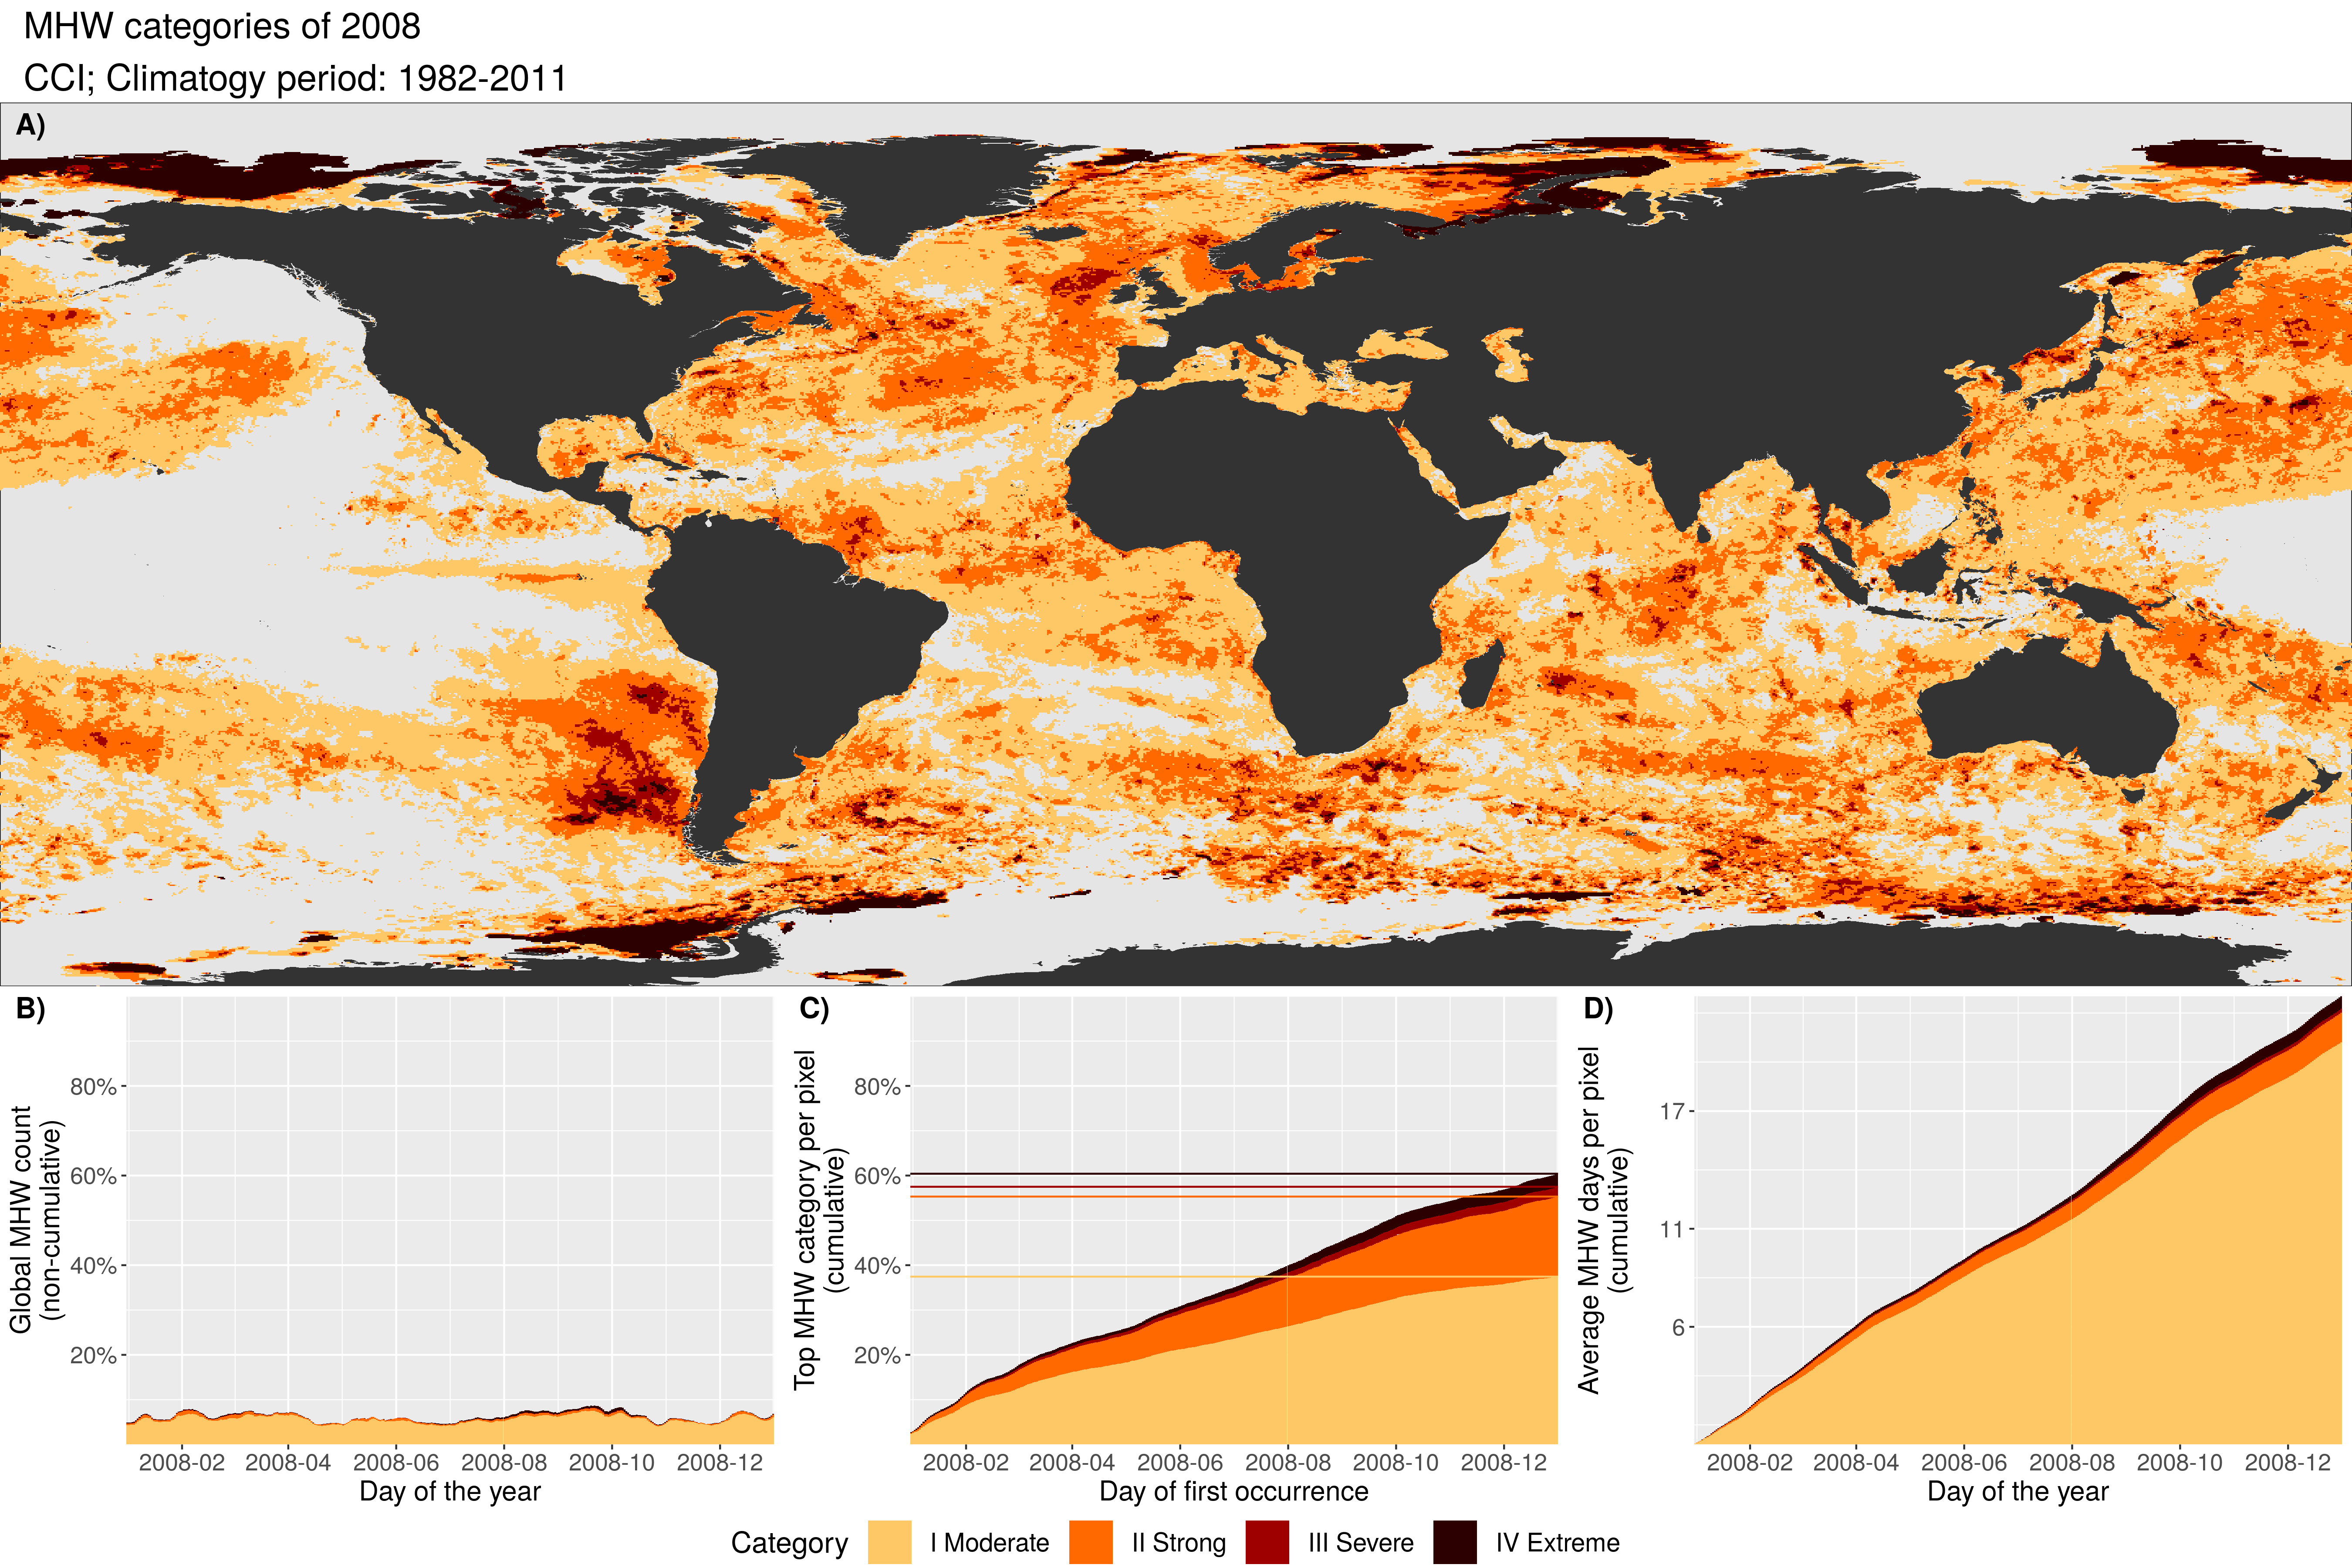 MHW categories of 2008
CCI; Climatogy period: 1982-2011
A)
B)
Global MHW count
(non-cumulative)
80%
60%
40%
20%
2008-02 2008-04 2008-06 2008-08 2008-10 2008-12
Day of the year
C)
Top MHW category per pixel
(cumulative)
80%
60%
40%
20%
2008-02 2008-04 2008-06 2008-08 2008-10 2008-12
Day of first occurrence
D)
Average MHW days per pixel
(cumulative)
17
11
6
2008-02 2008-04 2008-06 2008-08 2008-10 2008-12
Day of the year
Category I Moderate II Strong III Severe IV Extreme